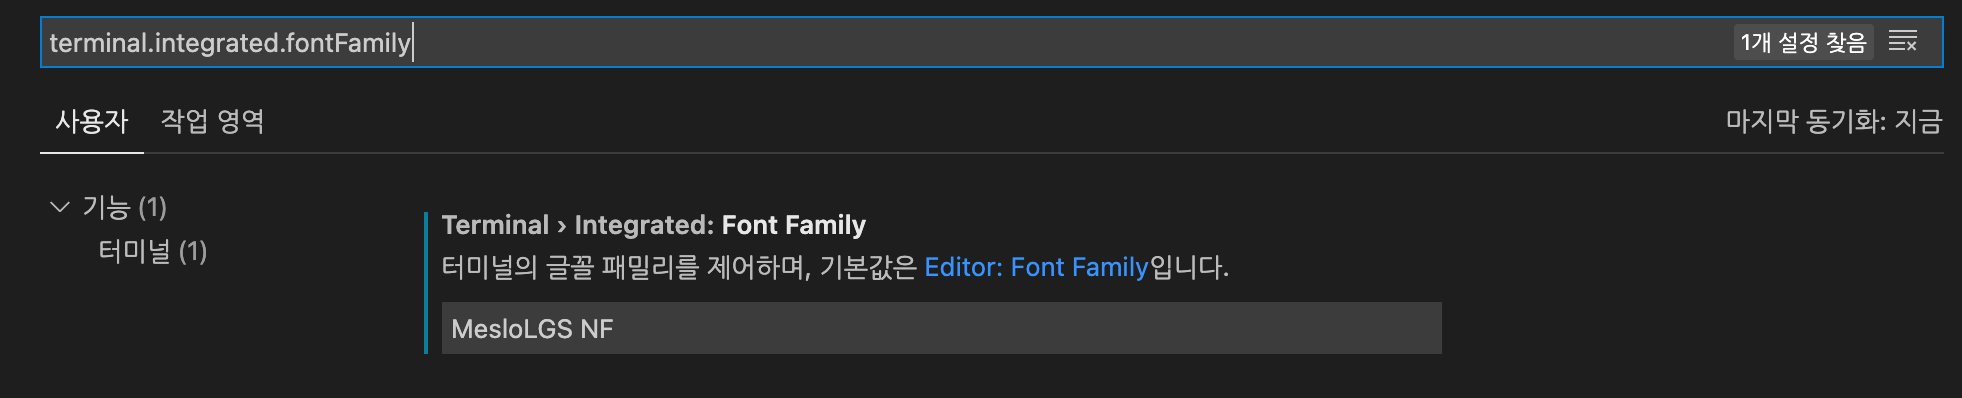 terminal.integrated.fontFamily
1개 설정 찾음
사용자 작업 영역
마지막 동기화: 지금
기능 (1)
터미널 (1)
Terminal › Integrated: Font Family
터미널의 글꼴 패밀리를 제어하며, 기본값은 Editor: Font Family입니다.
MesloLGS NF